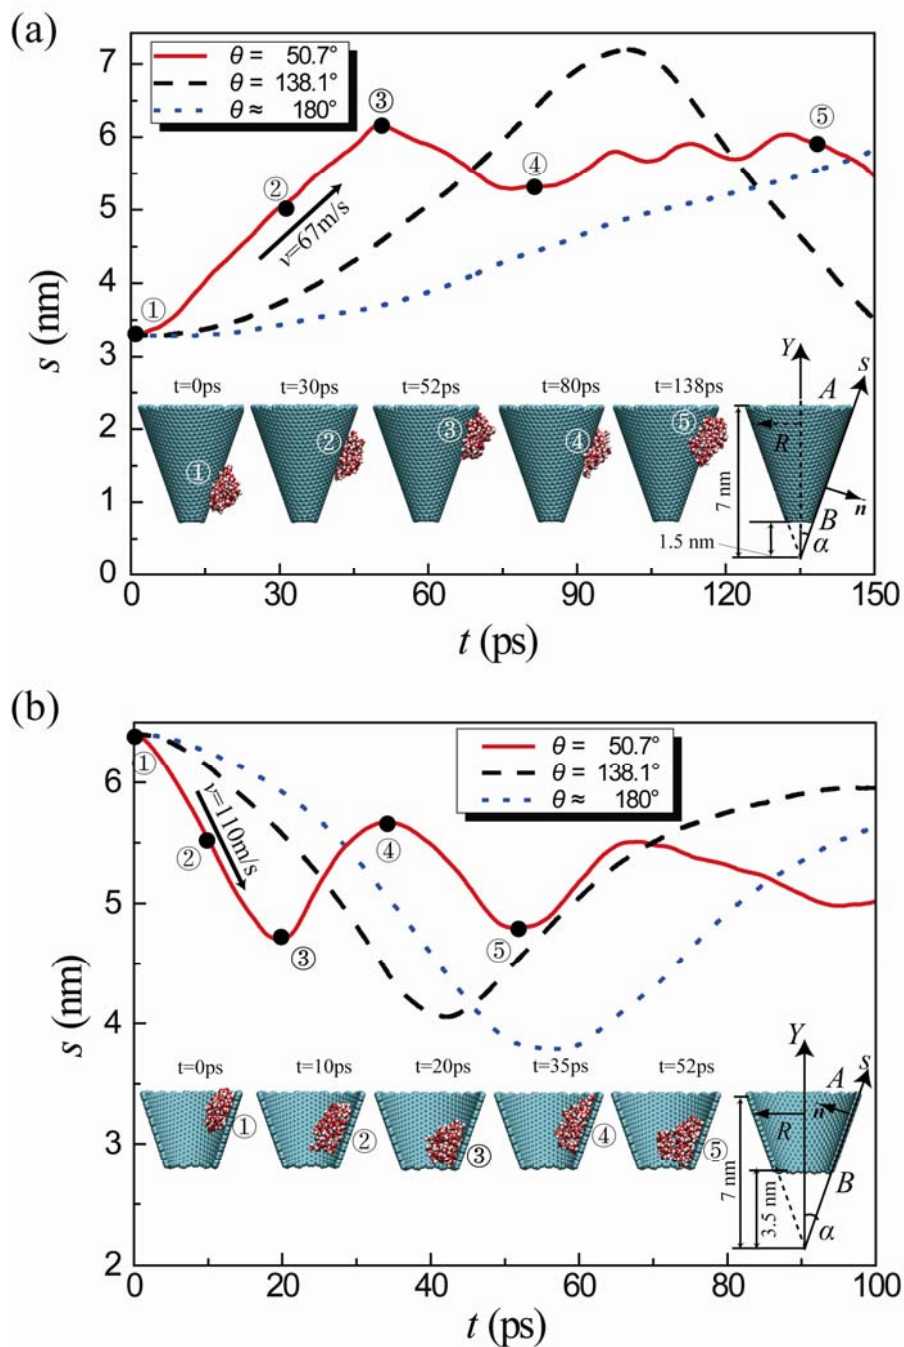 (a)
θ = 50.7°
θ = 138.1°
θ ≈ 180°
7
6
5
4
3
2
1
0
s (nm)
①
②
③
④
⑤
v=67m/s
t=0ps
t=30ps
t=52ps
t=80ps
t=138ps
①
②
③
④
⑤
Y
s
A
R
7 nm
n
B
1.5 nm
α
0
30
60
90
120
150
t (ps)
(b)
θ = 50.7°
θ = 138.1°
θ ≈ 180°
6
5
4
3
2
s (nm)
①
v=110m/s
②
③
④
⑤
t=0ps
t=10ps
t=20ps
t=35ps
t=52ps
①
②
③
④
⑤
Y
s
A
n
R
B
7 nm
3.5 nm
α
0
20
40
60
80
100
t (ps)